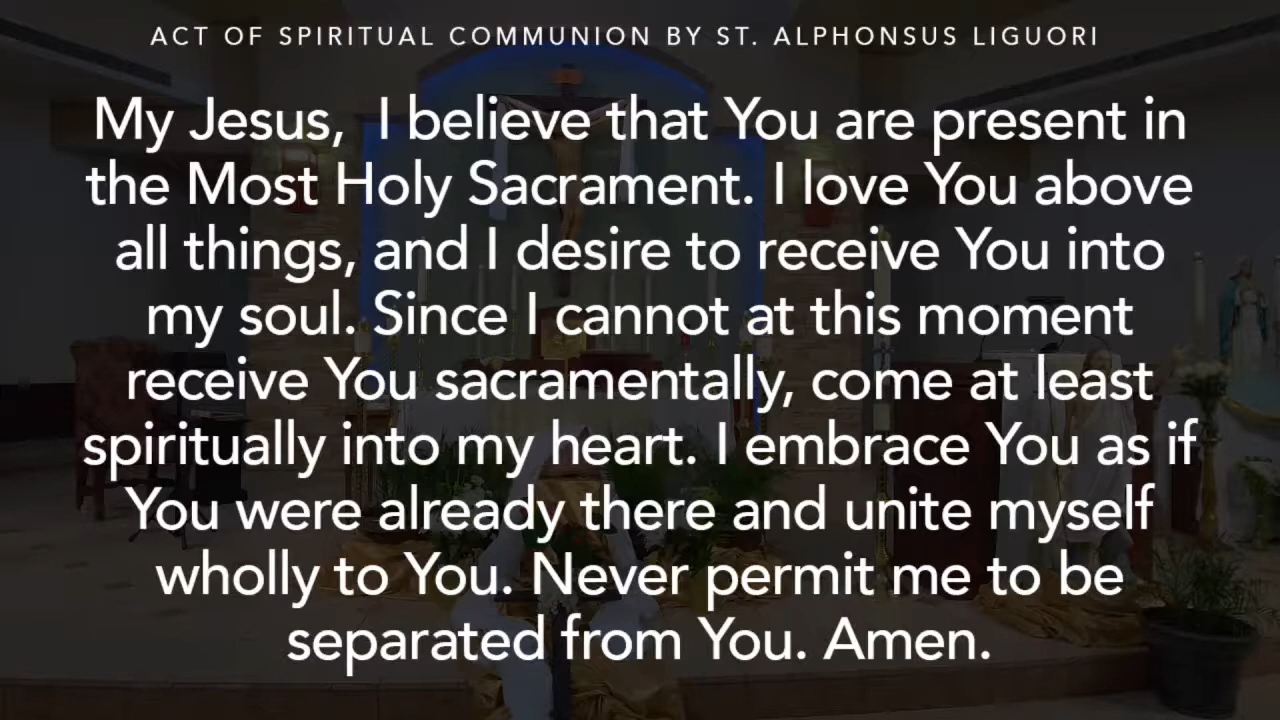 ACT OF SPIRITUAL COMMUNION BY ST. ALPHONSUS LIGUORI
My Jesus, I believe that You are present in
the Most Holy Sacrament. I love You above
all things, and I desire to receive You into
my soul. Since I cannot at this moment
receive You sacramentally, come at least
spiritually into my heart. I embrace You as if
You were already there and unite myself
wholly to You. Never permit me to be
separated from You. Amen.